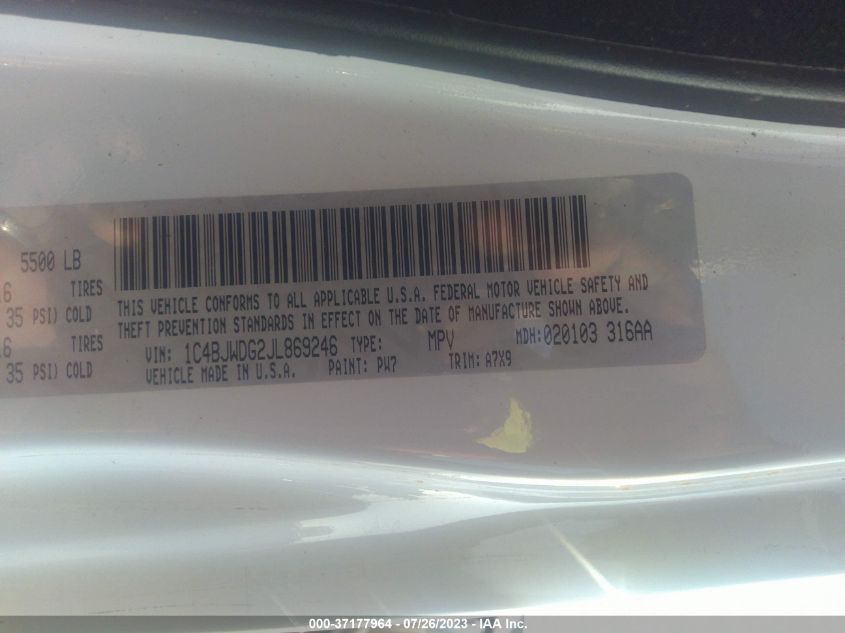 5500 LB
16 TIRES
35 PSI) COLD
16 TIRES
35 PSI) COLD
THIS VEHICLE CONFORMS TO ALL APPLICABLE U.S.A. FEDERAL MOTOR VEHICLE SAFETY AND
THEFT PREVENTION STANDARDS IN EFFECT ON THE DATE OF MANUFACTURE SHOWN ABOVE.
VIN: 1C4BJWDG2JL869246 TYPE: MPV MDH:020103 316AA
VEHICLE MADE IN U.S.A. PAINT: PW7 TRIM: A7X9
000-37177964 - 07/26/2023 - IAA Inc.